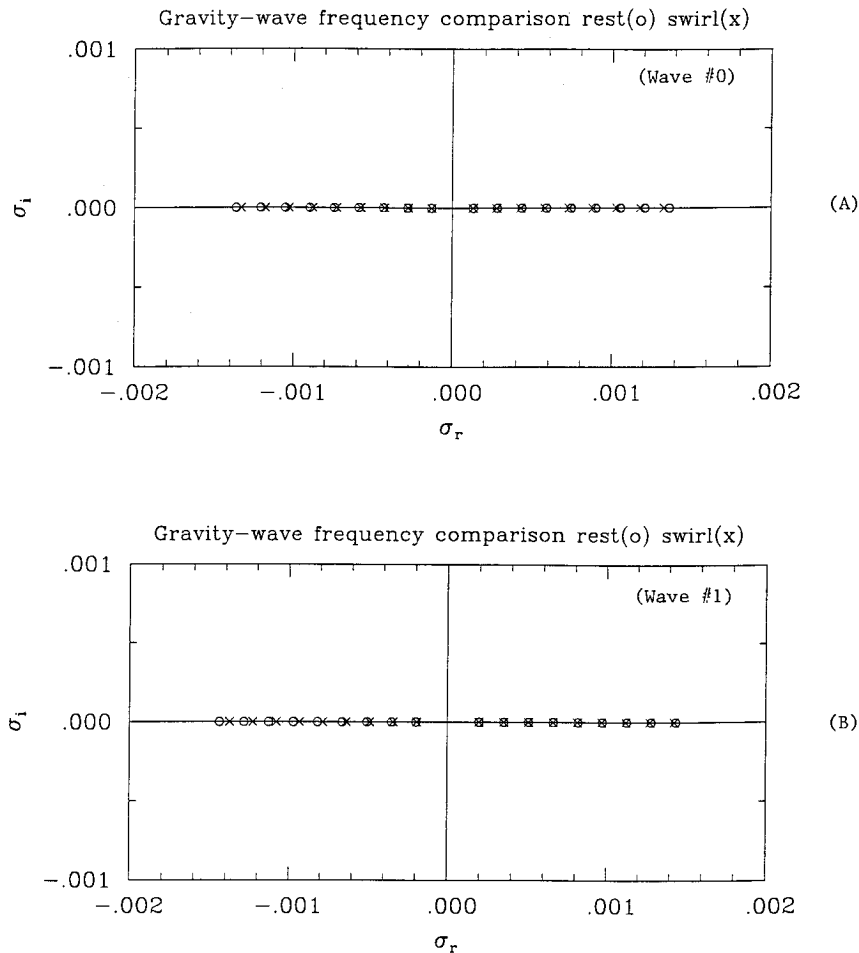 Gravity-wave frequency comparison rest(o) swirl(x)
(Wave #0)
.001
.000
-.001
σi
-.002 -.001 .000 .001 .002
σr
(A)
Gravity-wave frequency comparison rest(o) swirl(x)
(Wave #1)
.001
.000
-.001
σi
-.002 -.001 .000 .001 .002
σr
(B)